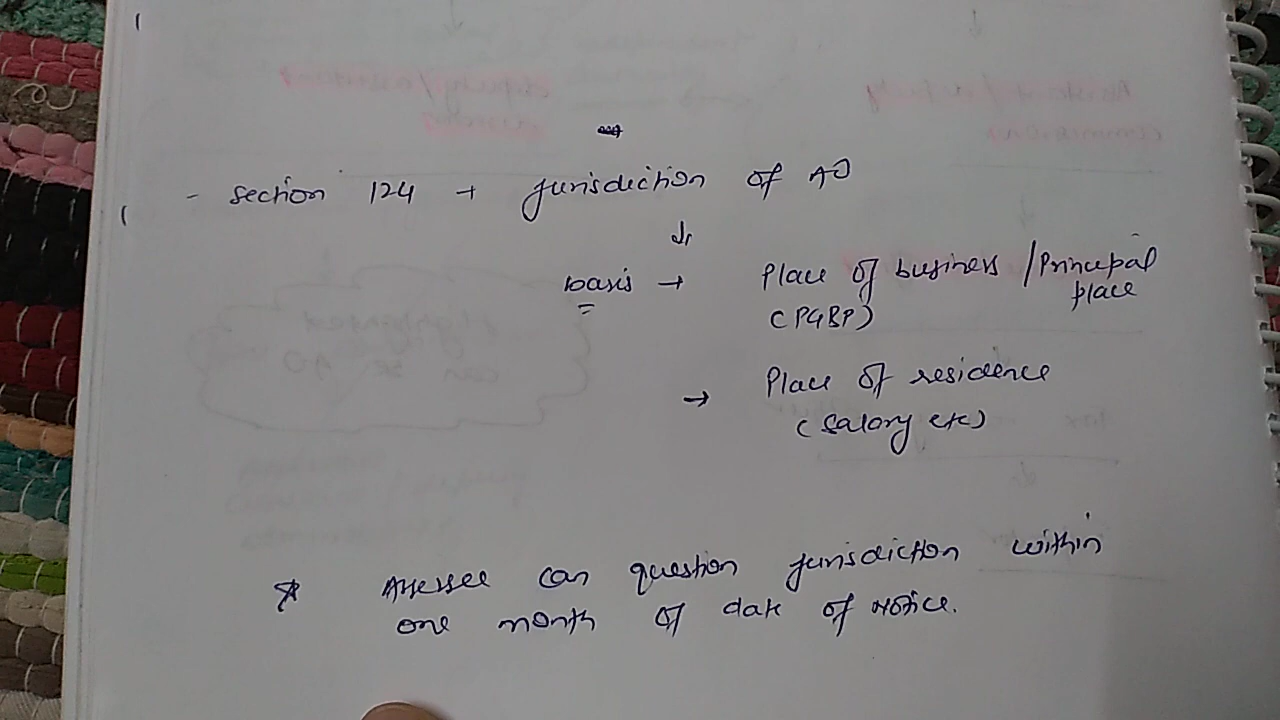 - section 124 → jurisdiction of AO
↓
basis → Place of business / Principal place
(PGBP)
→ Place of residence
(salary etc)
* Assessee can question jurisdiction within
one month of date of notice.